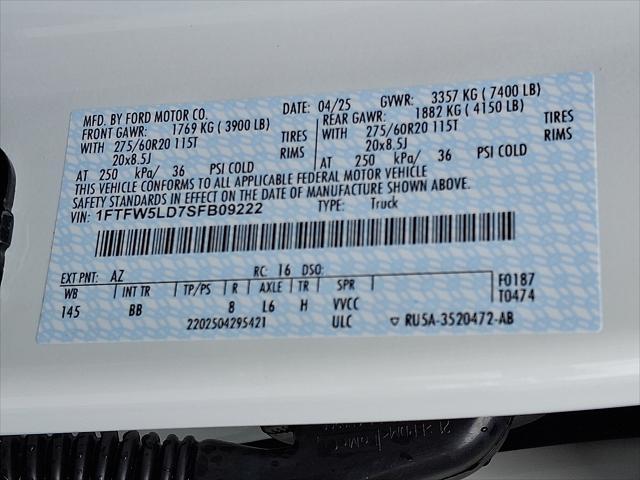 MFD. BY FORD MOTOR CO. DATE: 04/25 GVWR: 3357 KG ( 7400 LB)
FRONT GAWR: 1769 KG ( 3900 LB) REAR GAWR: 1882 KG ( 4150 LB)
WITH 275/60R20 115T TIRES WITH 275/60R20 115T TIRES
20x8.5J RIMS 20x8.5J RIMS
AT 250 kPa/ 36 PSI COLD AT 250 kPa/ 36 PSI COLD
THIS VEHICLE CONFORMS TO ALL APPLICABLE FEDERAL MOTOR VEHICLE
SAFETY STANDARDS IN EFFECT ON THE DATE OF MANUFACTURE SHOWN ABOVE.
VIN: 1FTFW5LD7SFB09222 TYPE: Truck
EXT PNT: AZ RC: 16 DSO: F0187
WB INT TR TP/PS R AXLE TR SPR T0474
145 BB 8 L6 H VVCC
2202504295421 ULC ▽ RU5A-3520472-AB